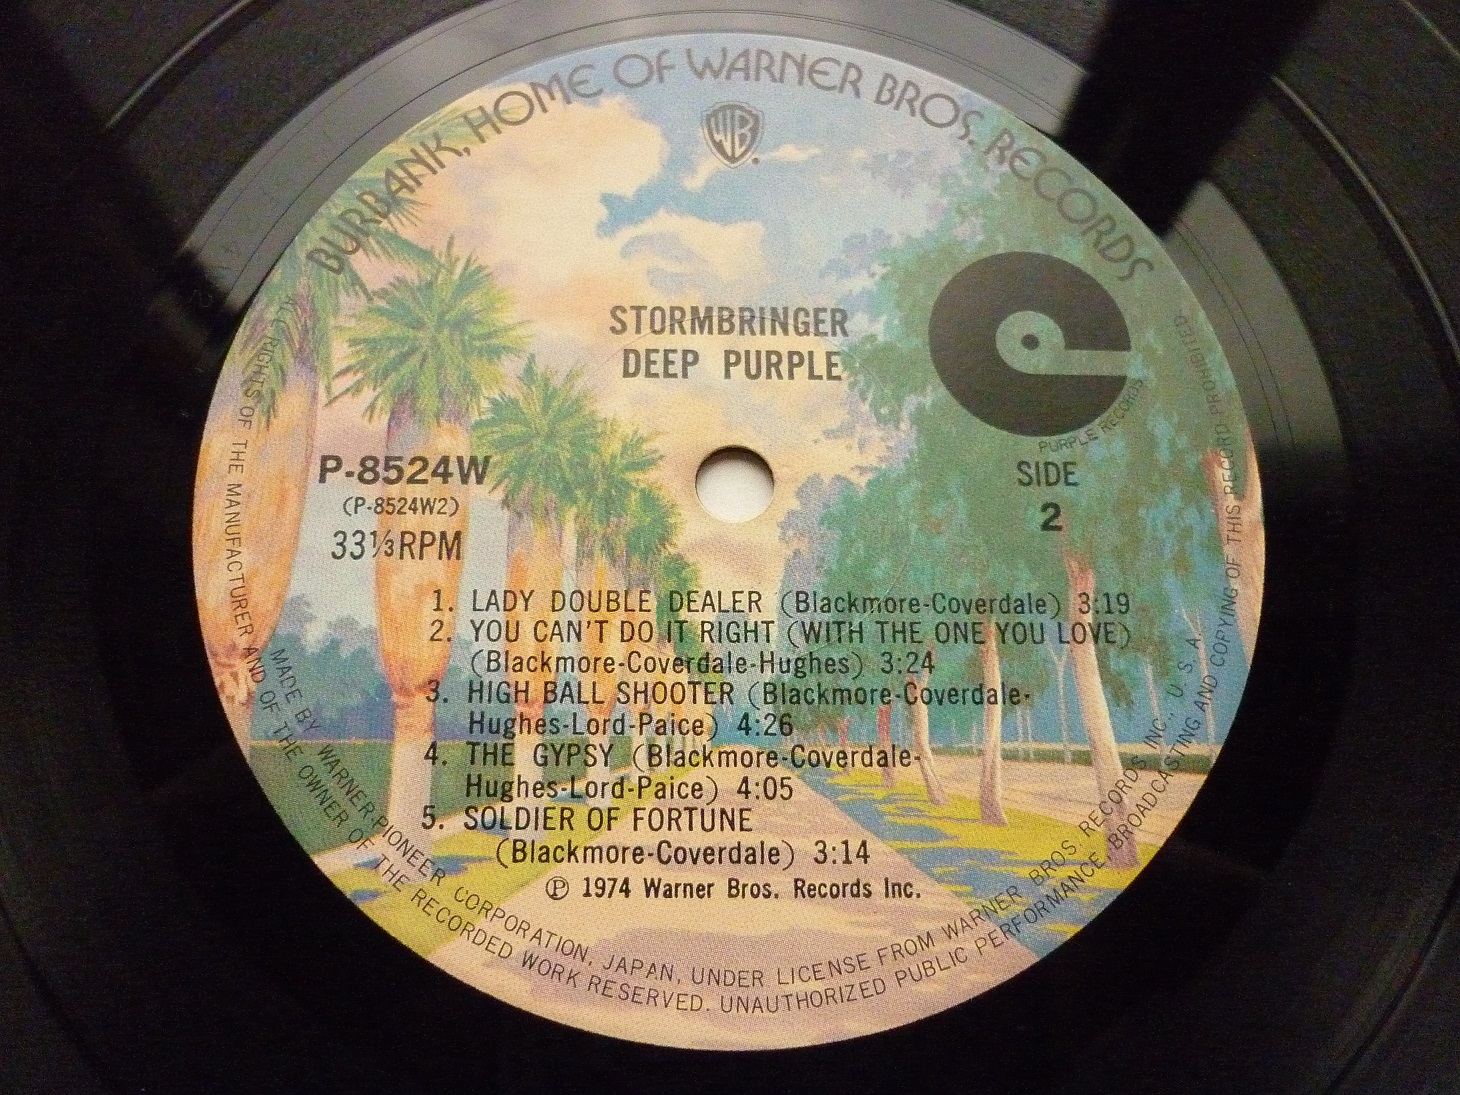 BURBANK, HOME OF WARNER BROS. RECORDS
WB
STORMBRINGER
DEEP PURPLE
PURPLE RECORDS
P-8524W
(P-8524W2)
33⅓RPM
SIDE
2
1. LADY DOUBLE DEALER (Blackmore-Coverdale) 3:19
2. YOU CAN'T DO IT RIGHT (WITH THE ONE YOU LOVE)
(Blackmore-Coverdale-Hughes) 3:24
3. HIGH BALL SHOOTER (Blackmore-Coverdale-
Hughes-Lord-Paice) 4:26
4. THE GYPSY (Blackmore-Coverdale-
Hughes-Lord-Paice) 4:05
5. SOLDIER OF FORTUNE
(Blackmore-Coverdale) 3:14
Ⓟ 1974 Warner Bros. Records Inc.
MADE BY WARNER-PIONEER CORPORATION, JAPAN, UNDER LICENSE FROM WARNER BROS. RECORDS INC., U.S.A.
ALL RIGHTS OF THE MANUFACTURER AND OF THE OWNER OF THE RECORDED WORK RESERVED. UNAUTHORIZED PUBLIC PERFORMANCE, BROADCASTING AND COPYING OF THIS RECORD PROHIBITED.